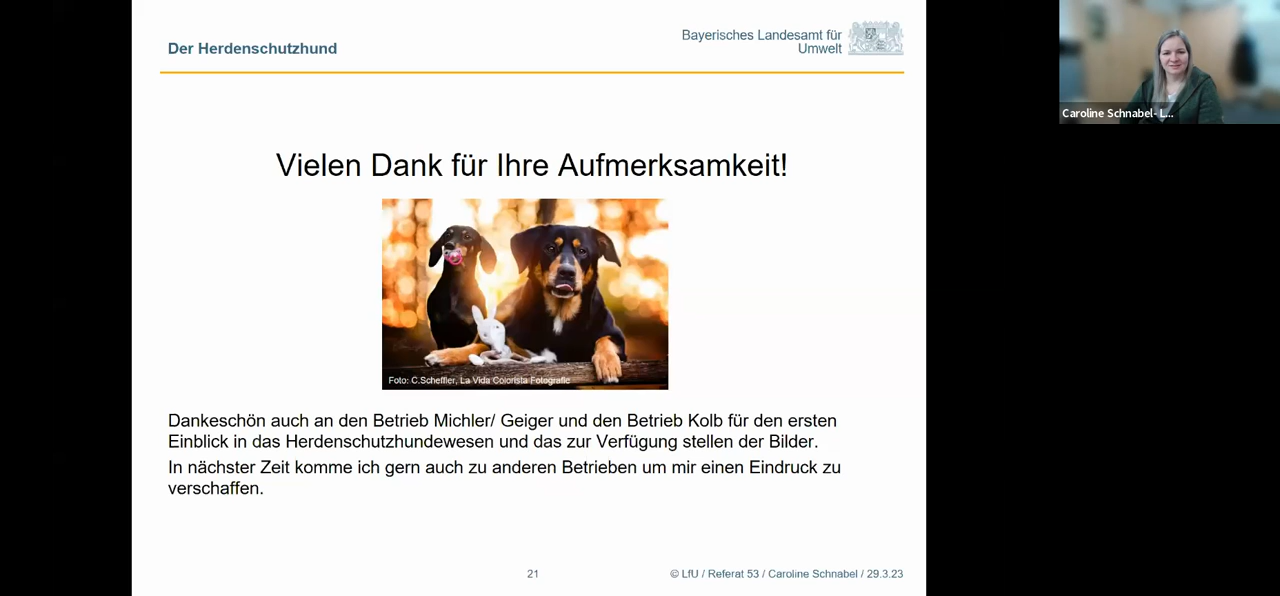 Der Herdenschutzhund
Bayerisches Landesamt für
Umwelt
Caroline Schnabel- L...
Vielen Dank für Ihre Aufmerksamkeit!
Foto: C.Scheffler, La Vida Colorista Fotografie
Dankeschön auch an den Betrieb Michler/ Geiger und den Betrieb Kolb für den ersten
Einblick in das Herdenschutzhundewesen und das zur Verfügung stellen der Bilder.
In nächster Zeit komme ich gern auch zu anderen Betrieben um mir einen Eindruck zu
verschaffen.
21
© LfU / Referat 53 / Caroline Schnabel / 29.3.23